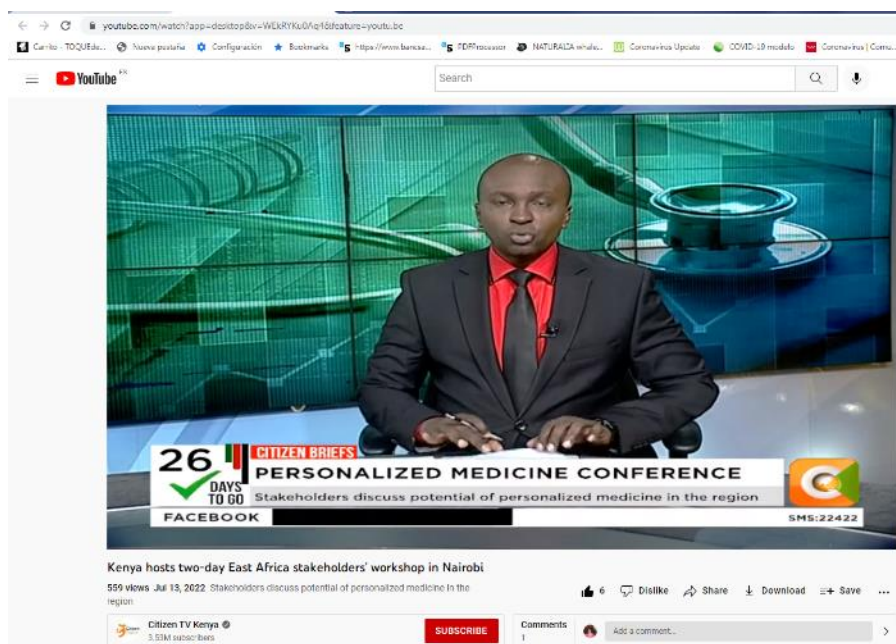 youtube.com/watch?app=desktop&v=WEkRYKu0Aq4&feature=youtu.be
Nueva pestaña Configuración Bookmarks PDFProcessor Coronavirus Update COVID-19 modelo
YouTube
Search
26
DAYS
TO GO
CITIZEN BRIEFS
PERSONALIZED MEDICINE CONFERENCE
Stakeholders discuss potential of personalized medicine in the region
FACEBOOK
SMS:22422
Kenya hosts two-day East Africa stakeholders' workshop in Nairobi
559 views Jul 13, 2022 Stakeholders discuss potential of personalized medicine in the
region
6 Dislike Share Download Save ...
Citizen TV Kenya
3.53M subscribers
SUBSCRIBE
Comments
1
Add a comment...